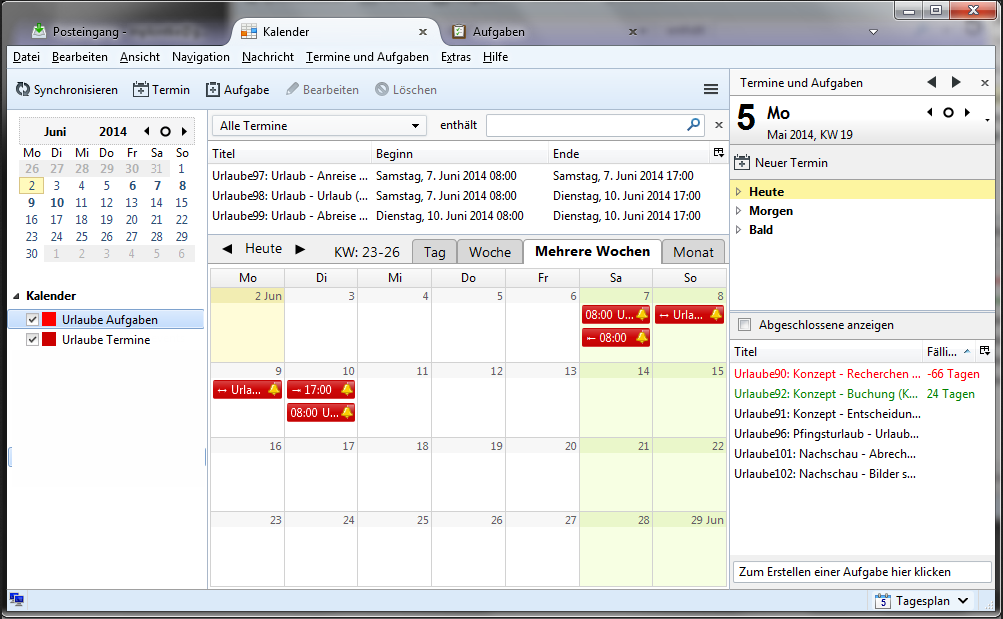 Posteingang -
Kalender
Aufgaben
Datei Bearbeiten Ansicht Navigation Nachricht Termine und Aufgaben Extras Hilfe
Synchronisieren Termin Aufgabe Bearbeiten Löschen
Juni 2014
Mo Di Mi Do Fr Sa So
26 27 28 29 30 31 1
2 3 4 5 6 7 8
9 10 11 12 13 14 15
16 17 18 19 20 21 22
23 24 25 26 27 28 29
30 1 2 3 4 5 6
Kalender
Urlaube Aufgaben
Urlaube Termine
Alle Termine enthält
Titel Beginn Ende
Urlaube97: Urlaub - Anreise ... Samstag, 7. Juni 2014 08:00 Samstag, 7. Juni 2014 17:00
Urlaube98: Urlaub - Urlaub (... Samstag, 7. Juni 2014 08:00 Dienstag, 10. Juni 2014 17:00
Urlaube99: Urlaub - Abreise ... Dienstag, 10. Juni 2014 08:00 Dienstag, 10. Juni 2014 17:00
Heute KW: 23-26 Tag Woche Mehrere Wochen Monat
Mo Di Mi Do Fr Sa So
2 Jun 3 4 5 6 7 8
08:00 U... Urla...
08:00
9 10 11 12 13 14 15
Urla... 17:00
08:00 U...
16 17 18 19 20 21 22
23 24 25 26 27 28 29 Jun
Termine und Aufgaben
5 Mo
Mai 2014, KW 19
Neuer Termin
Heute
Morgen
Bald
Abgeschlossene anzeigen
Titel Fälli...
Urlaube90: Konzept - Recherchen ... -66 Tagen
Urlaube92: Konzept - Buchung (K... 24 Tagen
Urlaube91: Konzept - Entscheidun...
Urlaube96: Pfingsturlaub - Urlaub...
Urlaube101: Nachschau - Abrech...
Urlaube102: Nachschau - Bilder s...
Zum Erstellen einer Aufgabe hier klicken
5 Tagesplan